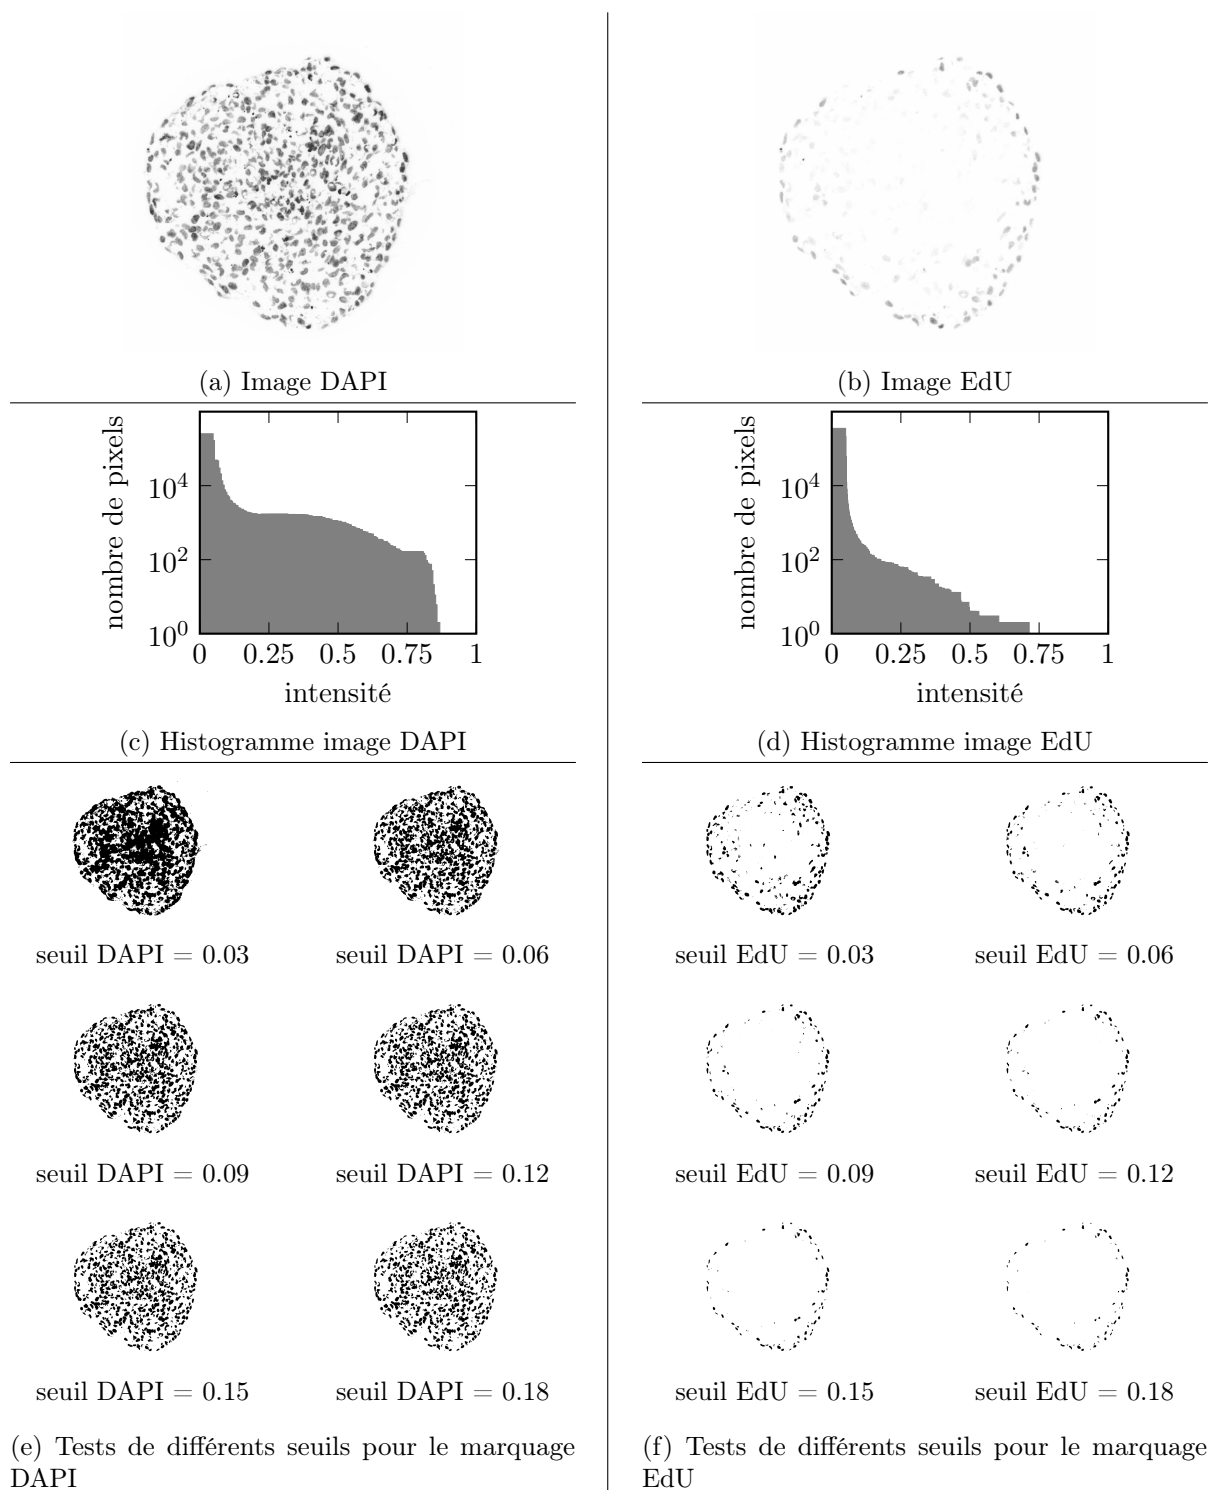 (a) Image DAPI
(b) Image EdU
nombre de pixels
10^4
10^2
10^0
0 0.25 0.5 0.75 1
intensité
(c) Histogramme image DAPI
nombre de pixels
10^4
10^2
10^0
0 0.25 0.5 0.75 1
intensité
(d) Histogramme image EdU
seuil DAPI = 0.03
seuil DAPI = 0.06
seuil DAPI = 0.09
seuil DAPI = 0.12
seuil DAPI = 0.15
seuil DAPI = 0.18
(e) Tests de différents seuils pour le marquage
DAPI
seuil EdU = 0.03
seuil EdU = 0.06
seuil EdU = 0.09
seuil EdU = 0.12
seuil EdU = 0.15
seuil EdU = 0.18
(f) Tests de différents seuils pour le marquage
EdU